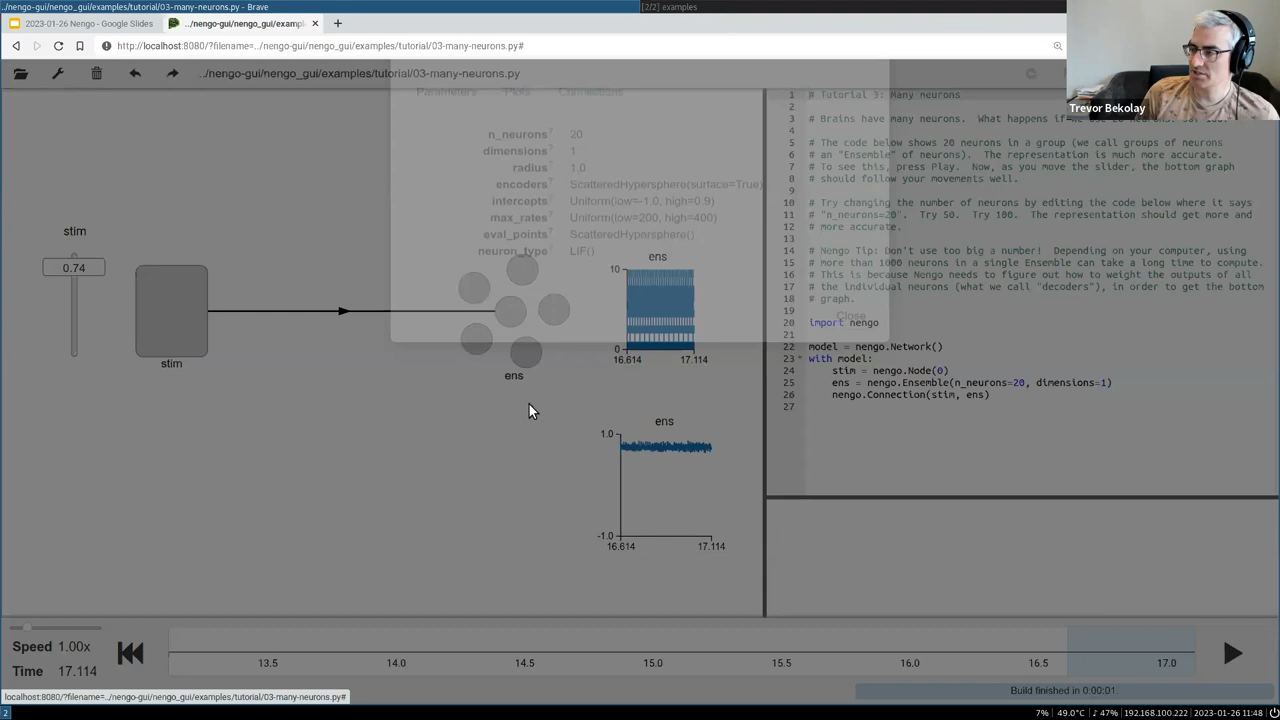 ../nengo-gui/nengo_gui/examples/tutorial/03-many-neurons.py - Brave
[2/2] examples
2023-01-26 Nengo - Google Slides
../nengo-gui/nengo_gui/exampl
http://localhost:8080/?filename=../nengo-gui/nengo_gui/examples/tutorial/03-many-neurons.py#
../nengo-gui/nengo_gui/examples/tutorial/03-many-neurons.py
Trevor Bekolay
Parameters Plots Connections
n_neurons? 20
dimensions? 1
radius? 1.0
encoders? ScatteredHypersphere(surface=True)
intercepts? Uniform(low=-1.0, high=0.9)
max_rates? Uniform(low=200, high=400)
eval_points? ScatteredHypersphere()
neuron_type? LIF()
Close
stim
0.74
stim
ens
ens
10
0
16.614 17.114
ens
1.0
-1.0
16.614 17.114
1 # Tutorial 3: Many neurons
2
3 # Brains have many neurons. What happens if we use 20 neurons? 50? 100?
4
5 # The code below shows 20 neurons in a group (we call groups of neurons
6 # an "Ensemble" of neurons). The representation is much more accurate.
7 # To see this, press Play. Now, as you move the slider, the bottom graph
8 # should follow your movements well.
9
10 # Try changing the number of neurons by editing the code below where it says
11 # "n_neurons=20". Try 50. Try 100. The representation should get more and
12 # more accurate.
13
14 # Nengo Tip: Don't use too big a number! Depending on your computer, using
15 # more than 1000 neurons in a single Ensemble can take a long time to compute.
16 # This is because Nengo needs to figure out how to weight the outputs of all
17 # the individual neurons (what we call "decoders"), in order to get the bottom
18 # graph.
19
20 import nengo
21
22 model = nengo.Network()
23 with model:
24 stim = nengo.Node(0)
25 ens = nengo.Ensemble(n_neurons=20, dimensions=1)
26 nengo.Connection(stim, ens)
27
Speed 1.00x
Time 17.114
13.5 14.0 14.5 15.0 15.5 16.0 16.5 17.0
localhost:8080/?filename=../nengo-gui/nengo_gui/examples/tutorial/03-many-neurons.py#
Build finished in 0:00:01.
2
7% 49.0°C ♪ 47% 192.168.100.222 2023-01-26 11:48